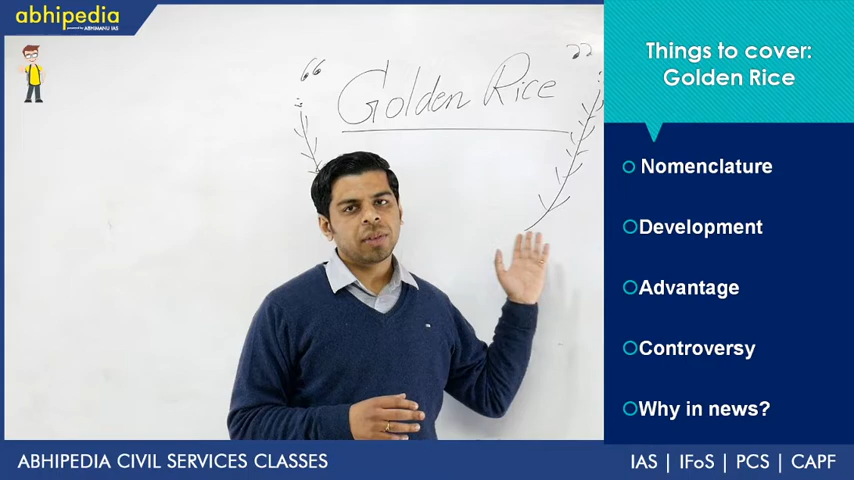 abhipedia
powered by ABHIMANU IAS
“ Golden Rice ”
Things to cover:
Golden Rice
Nomenclature
Development
Advantage
Controversy
Why in news?
ABHIPEDIA CIVIL SERVICES CLASSES
IAS | IFoS | PCS | CAPF